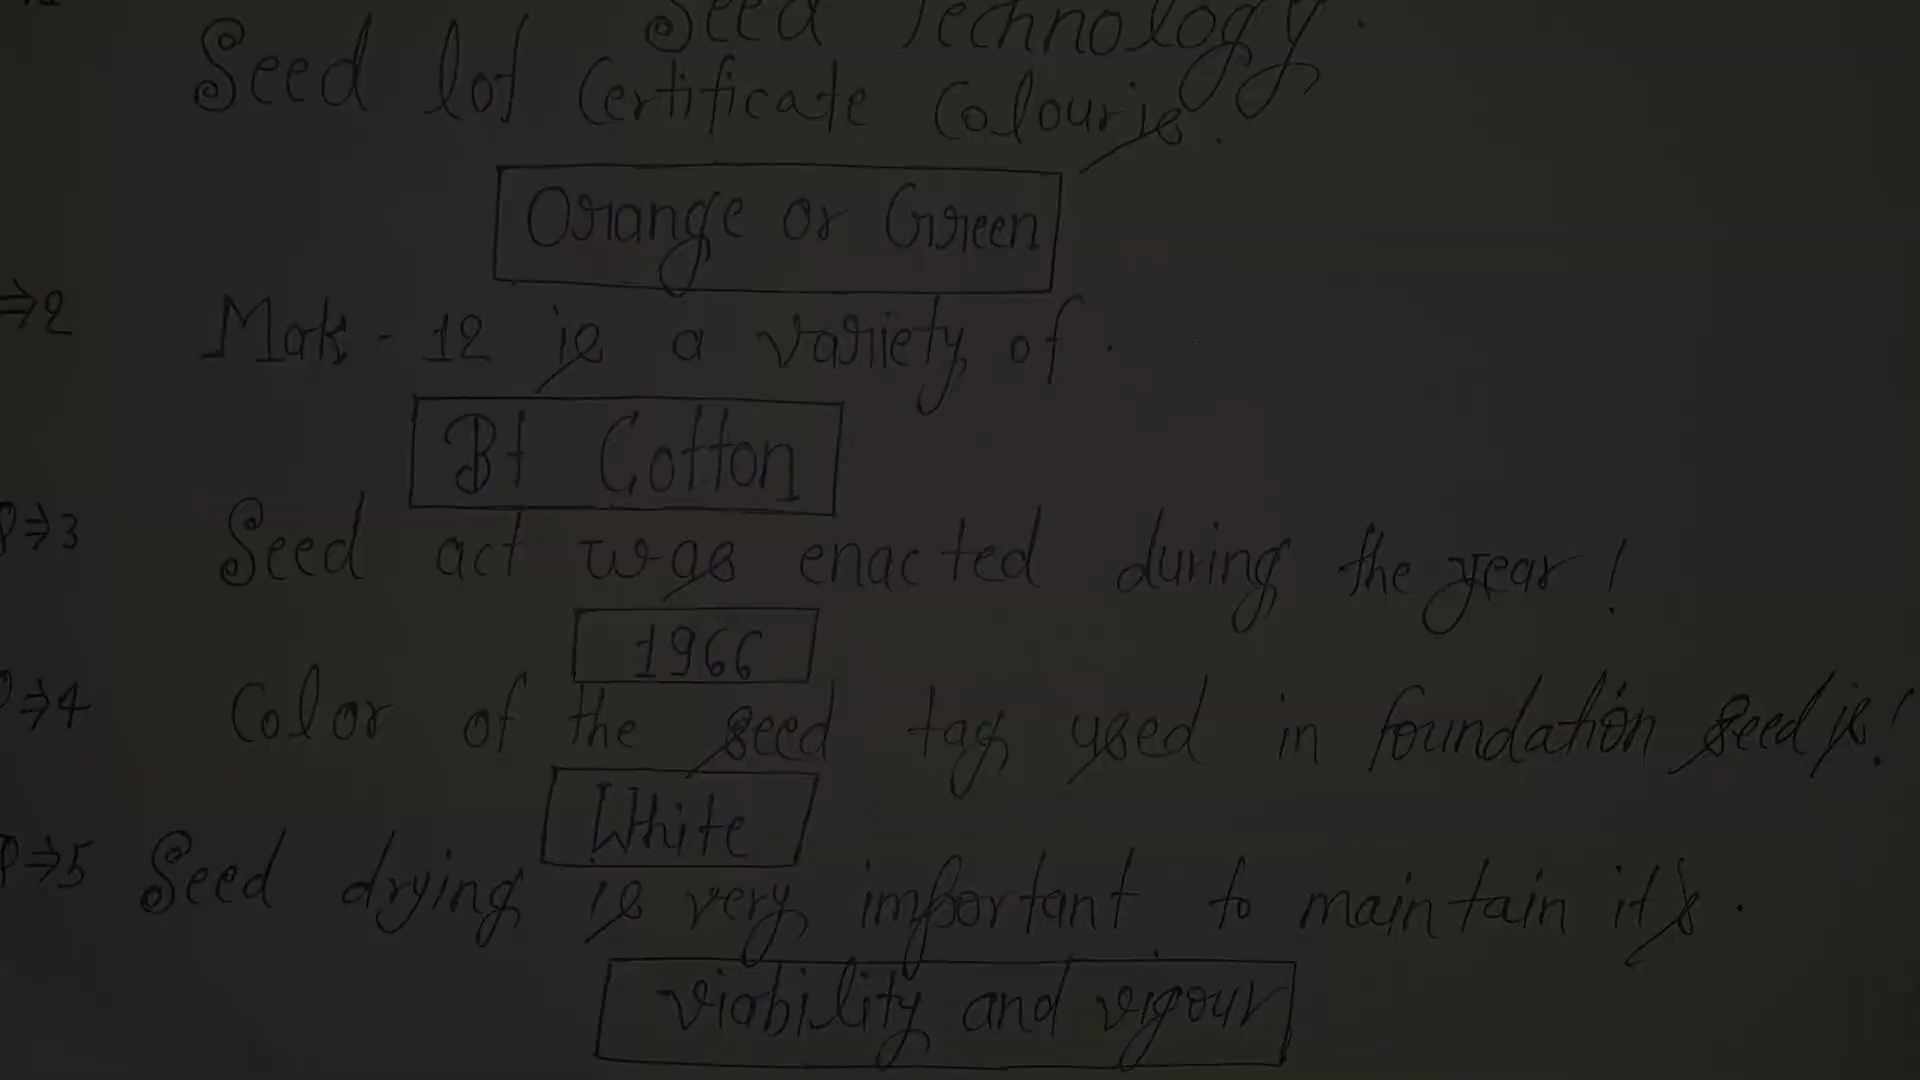 Seed Technology.
Seed lot Certificate Colour is.
Orange or Green
⇒2 Mok - 12 is a variety of.
Bt Cotton
⇒3 Seed act was enacted during the year!
1966
⇒4 Color of the seed tag used in foundation seed is!
White
⇒5 Seed drying is very important to maintain its.
viability and vigour